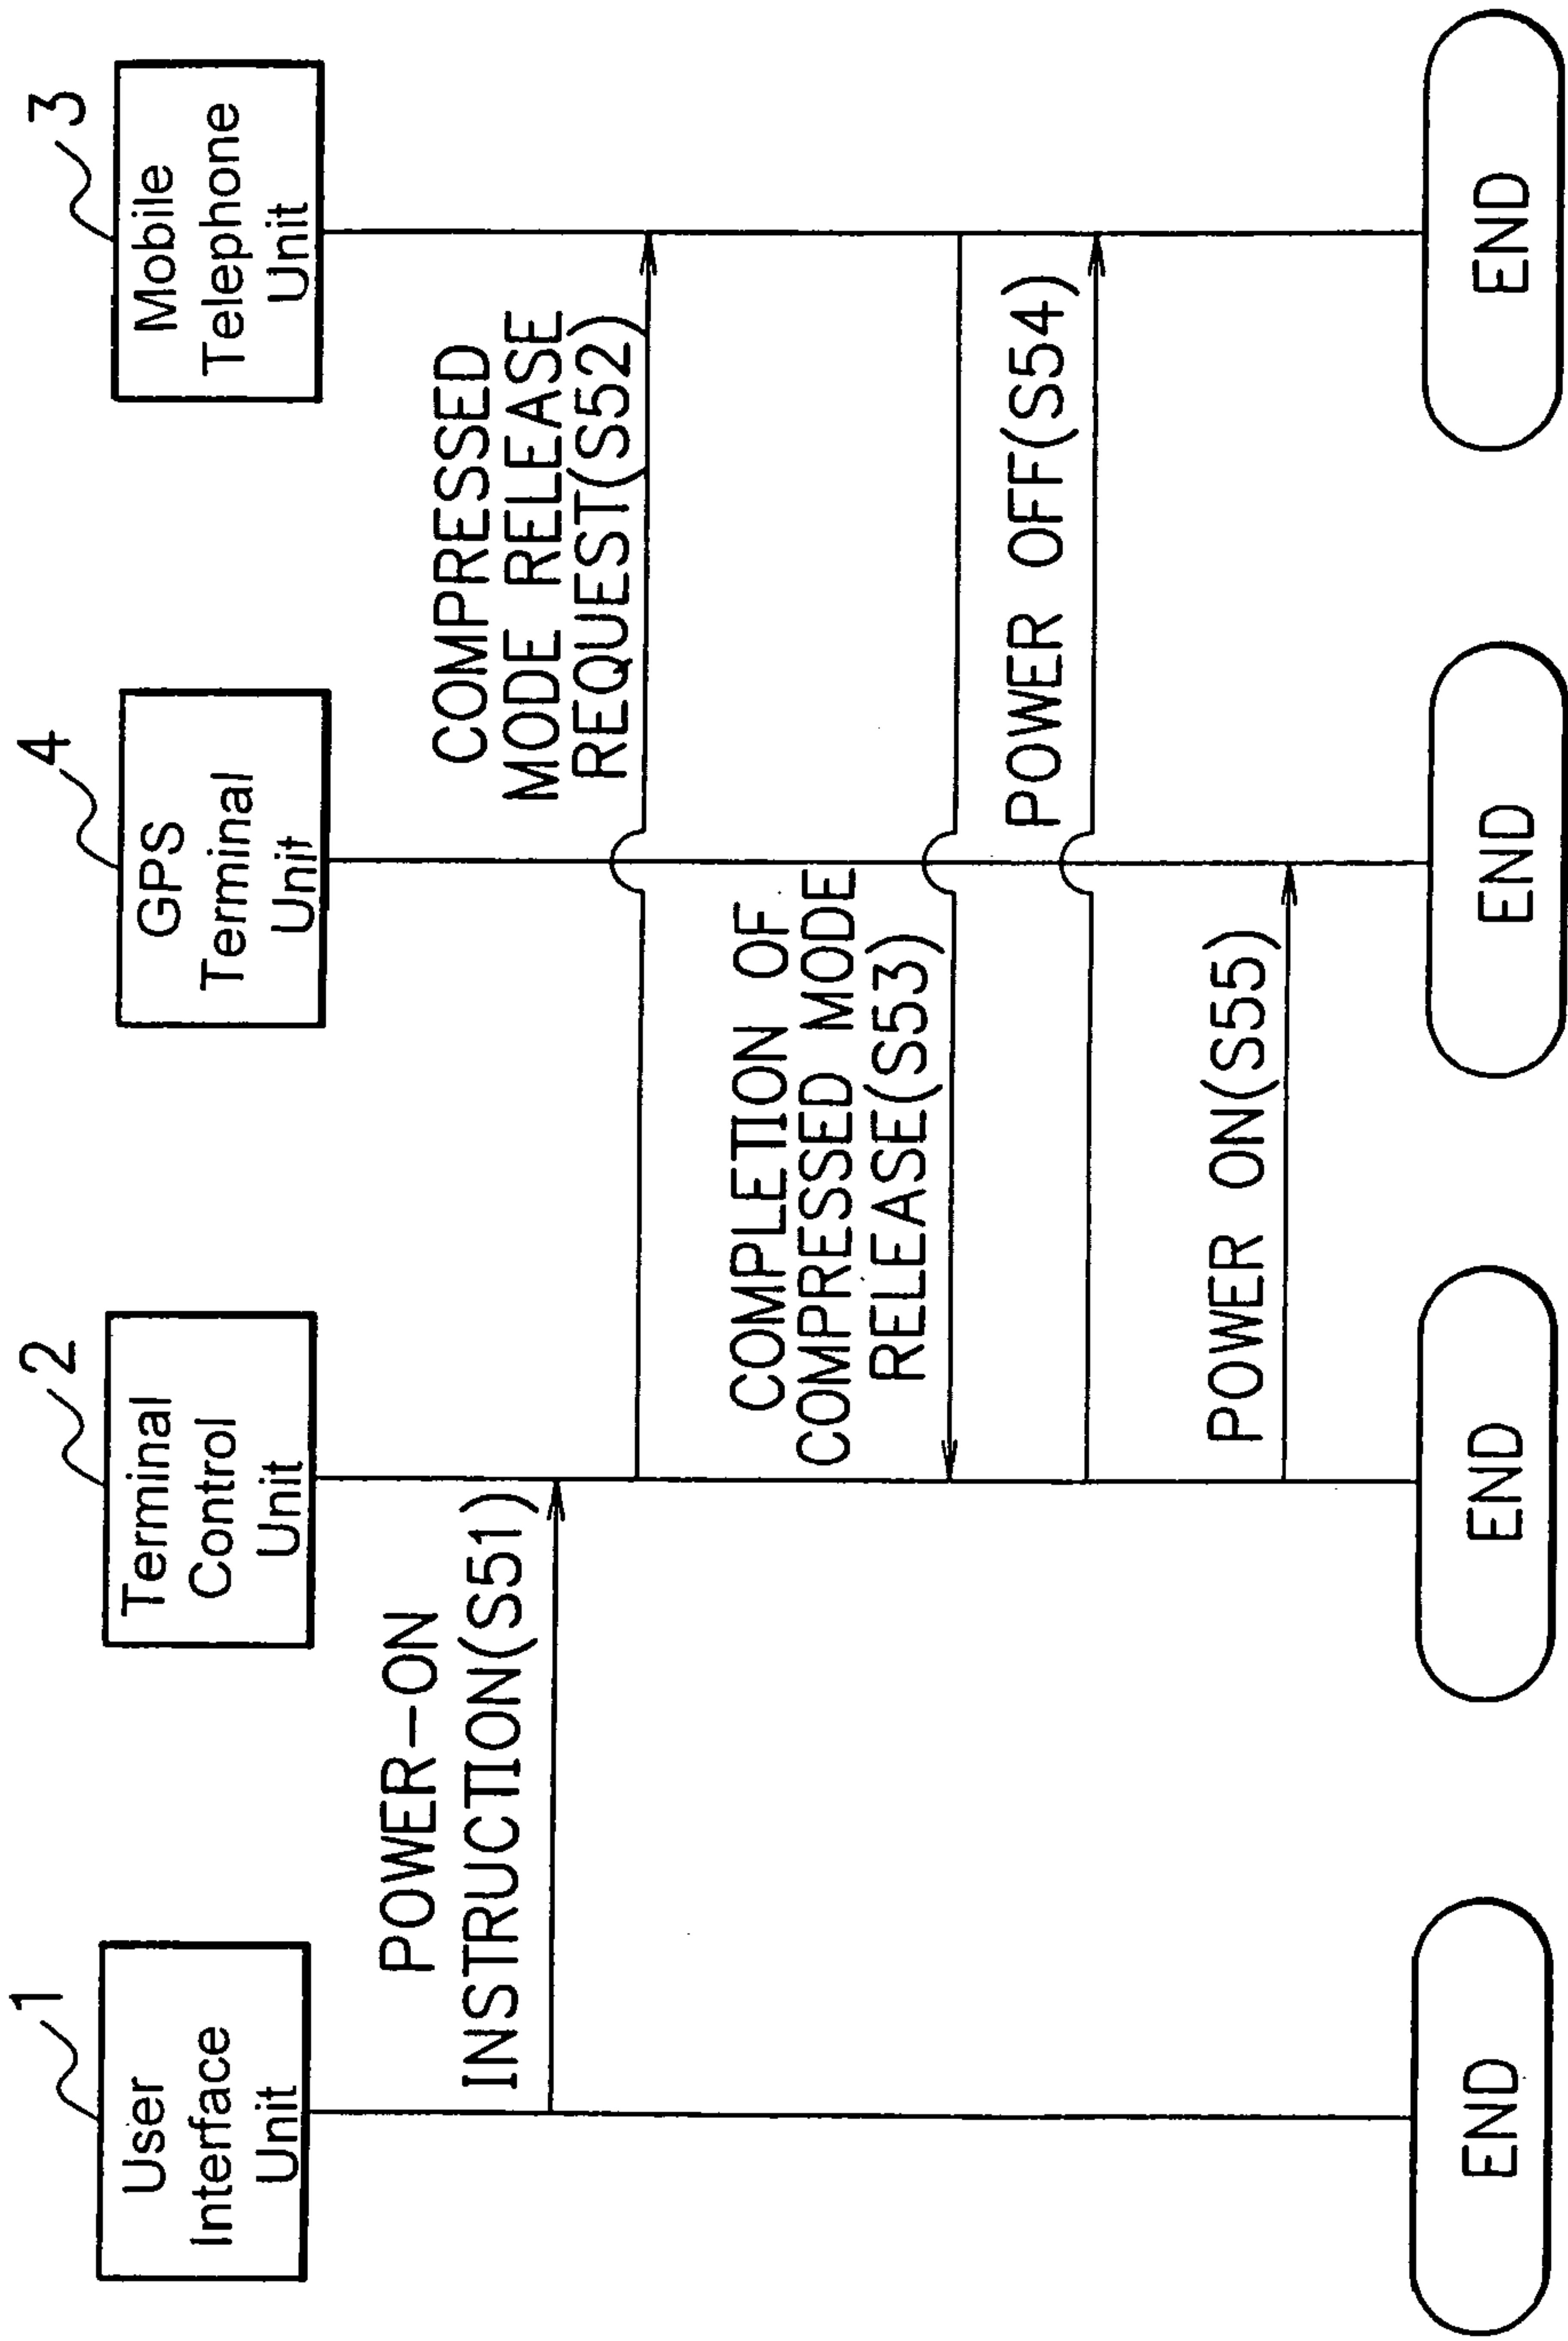 1
User
Interface
Unit
2
Terminal
Control
Unit
4
GPS
Terminal
Unit
3
Mobile
Telephone
Unit
POWER-ON
INSTRUCTION(S51)
COMPRESSED
MODE RELEASE
REQUEST(S52)
COMPLETION OF
COMPRESSED MODE
RELEASE(S53)
POWER OFF(S54)
POWER ON(S55)
END
END
END
END